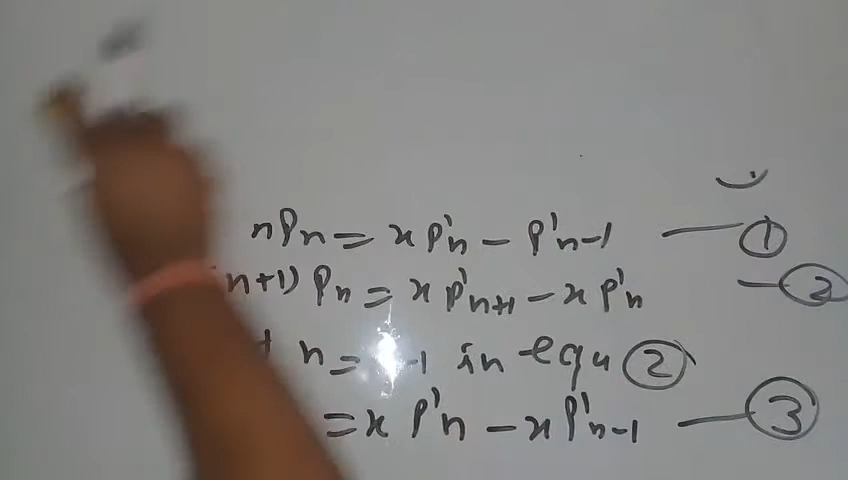 nPn = xP'n - P'n-1 — ①
n+1) Pn = xP'n+1 - xP'n — ②
n = -1 in equ ②
= xP'n - xP'n-1 — ③